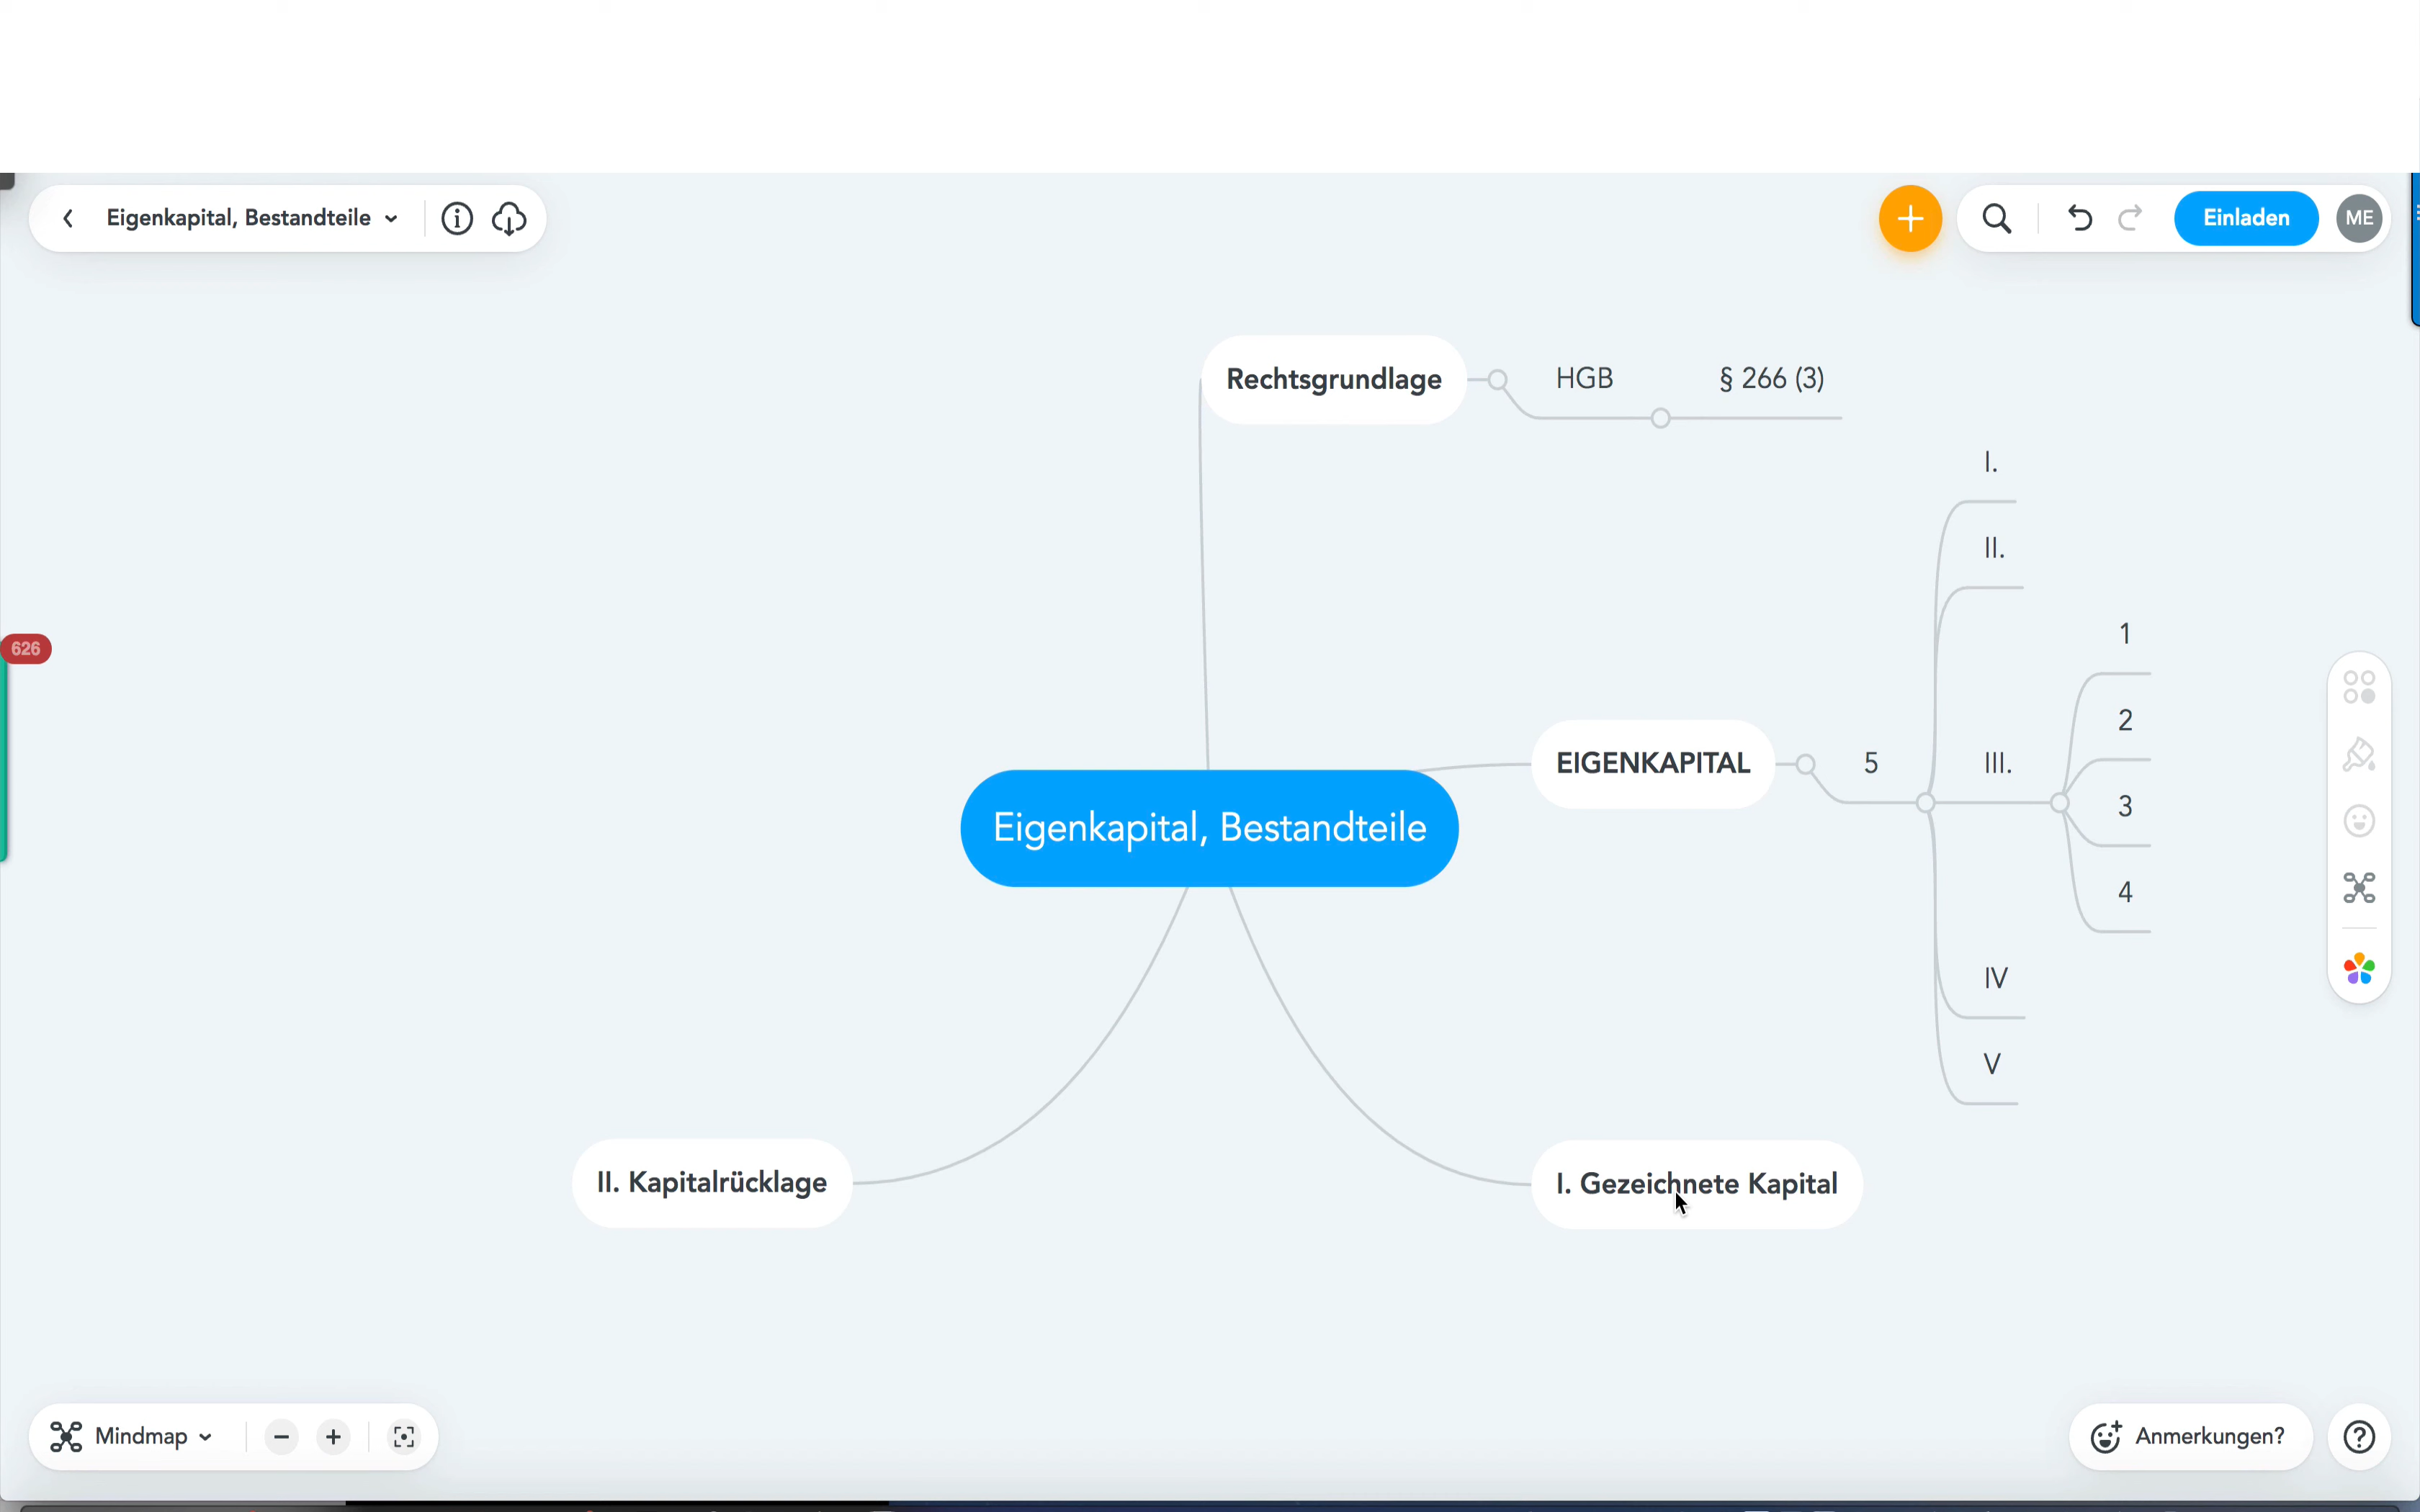 Eigenkapital, Bestandteile
Einladen
ME
Rechtsgrundlage
HGB
§ 266 (3)
I.
II.
626
1
2
EIGENKAPITAL
5
III.
3
Eigenkapital, Bestandteile
4
IV
V
II. Kapitalrücklage
I. Gezeichnete Kapital
Mindmap
Anmerkungen?